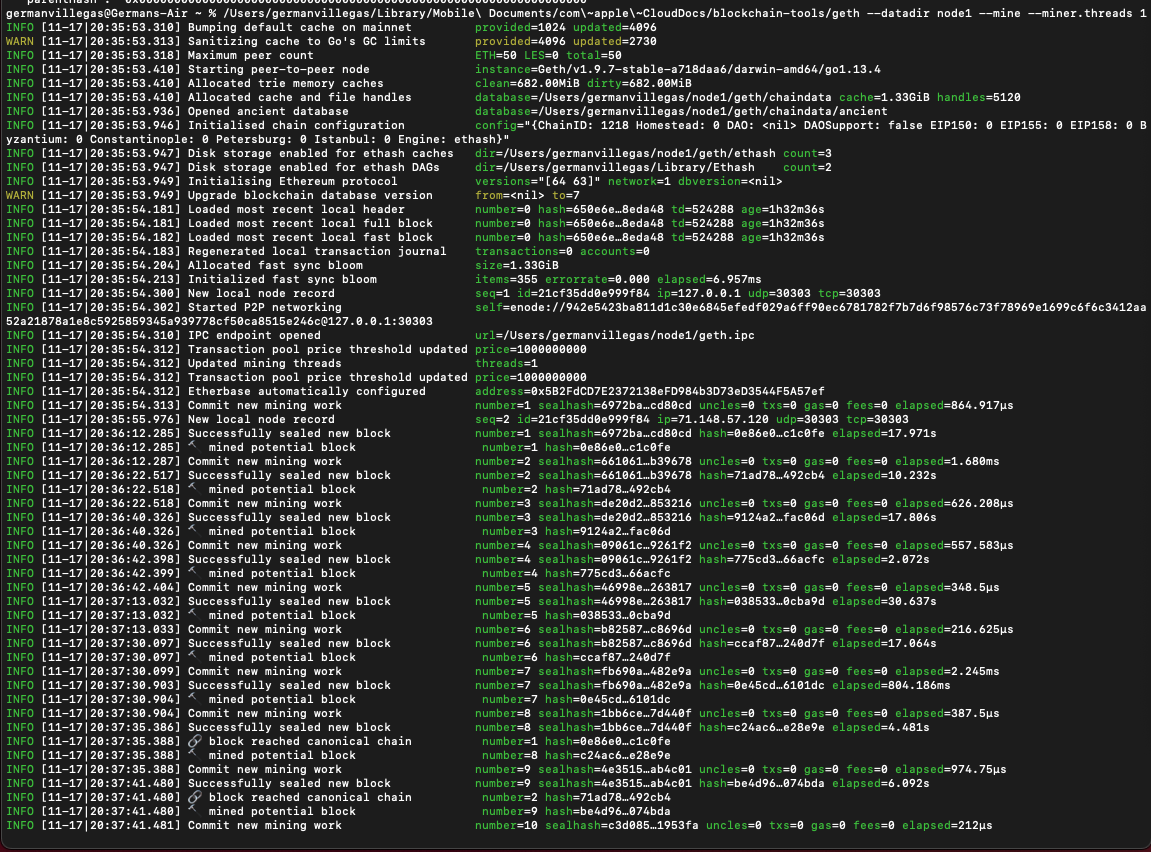 germanvillegas@Germans-Air ~ % /Users/germanvillegas/Library/Mobile\ Documents/com\~apple\~CloudDocs/blockchain-tools/geth --datadir node1 --mine --miner.threads 1
INFO [11-17|20:35:53.310] Bumping default cache on mainnet provided=1024 updated=4096
WARN [11-17|20:35:53.313] Sanitizing cache to Go's GC limits provided=4096 updated=2730
INFO [11-17|20:35:53.318] Maximum peer count ETH=50 LES=0 total=50
INFO [11-17|20:35:53.410] Starting peer-to-peer node instance=Geth/v1.9.7-stable-a718daa6/darwin-amd64/go1.13.4
INFO [11-17|20:35:53.410] Allocated trie memory caches clean=682.00MiB dirty=682.00MiB
INFO [11-17|20:35:53.410] Allocated cache and file handles database=/Users/germanvillegas/node1/geth/chaindata cache=1.33GiB handles=5120
INFO [11-17|20:35:53.936] Opened ancient database database=/Users/germanvillegas/node1/geth/chaindata/ancient
INFO [11-17|20:35:53.946] Initialised chain configuration config="{ChainID: 1218 Homestead: 0 DAO: <nil> DAOSupport: false EIP150: 0 EIP155: 0 EIP158: 0 B
yzantium: 0 Constantinople: 0 Petersburg: 0 Istanbul: 0 Engine: ethash}"
INFO [11-17|20:35:53.947] Disk storage enabled for ethash caches dir=/Users/germanvillegas/node1/geth/ethash count=3
INFO [11-17|20:35:53.947] Disk storage enabled for ethash DAGs dir=/Users/germanvillegas/Library/Ethash count=2
INFO [11-17|20:35:53.949] Initialising Ethereum protocol versions="[64 63]" network=1 dbversion=<nil>
WARN [11-17|20:35:53.949] Upgrade blockchain database version from=<nil> to=7
INFO [11-17|20:35:54.181] Loaded most recent local header number=0 hash=650e6e…8eda48 td=524288 age=1h32m36s
INFO [11-17|20:35:54.181] Loaded most recent local full block number=0 hash=650e6e…8eda48 td=524288 age=1h32m36s
INFO [11-17|20:35:54.182] Loaded most recent local fast block number=0 hash=650e6e…8eda48 td=524288 age=1h32m36s
INFO [11-17|20:35:54.183] Regenerated local transaction journal transactions=0 accounts=0
INFO [11-17|20:35:54.204] Allocated fast sync bloom size=1.33GiB
INFO [11-17|20:35:54.213] Initialized fast sync bloom items=355 errorrate=0.000 elapsed=6.957ms
INFO [11-17|20:35:54.300] New local node record seq=1 id=21cf35dd0e999f84 ip=127.0.0.1 udp=30303 tcp=30303
INFO [11-17|20:35:54.302] Started P2P networking self=enode://942e5423ba811d1c30e6845efedf029a6ff90ec6781782f7b7d6f98576c73f78969e1699c6f6c3412aa
52a21878a1e8c5925859345a939778cf50ca8515e246c@127.0.0.1:30303
INFO [11-17|20:35:54.310] IPC endpoint opened url=/Users/germanvillegas/node1/geth.ipc
INFO [11-17|20:35:54.312] Transaction pool price threshold updated price=1000000000
INFO [11-17|20:35:54.312] Updated mining threads threads=1
INFO [11-17|20:35:54.312] Transaction pool price threshold updated price=1000000000
INFO [11-17|20:35:54.312] Etherbase automatically configured address=0x5B2FdCD7E2372138eFD984b3D73eD3544F5A57ef
INFO [11-17|20:35:54.313] Commit new mining work number=1 sealhash=6972ba…cd80cd uncles=0 txs=0 gas=0 fees=0 elapsed=864.917µs
INFO [11-17|20:35:55.976] New local node record seq=2 id=21cf35dd0e999f84 ip=71.148.57.120 udp=30303 tcp=30303
INFO [11-17|20:36:12.285] Successfully sealed new block number=1 sealhash=6972ba…cd80cd hash=0e86e0…c1c0fe elapsed=17.971s
INFO [11-17|20:36:12.285] 🔨 mined potential block number=1 hash=0e86e0…c1c0fe
INFO [11-17|20:36:12.287] Commit new mining work number=2 sealhash=661061…b39678 uncles=0 txs=0 gas=0 fees=0 elapsed=1.680ms
INFO [11-17|20:36:22.517] Successfully sealed new block number=2 sealhash=661061…b39678 hash=71ad78…492cb4 elapsed=10.232s
INFO [11-17|20:36:22.518] 🔨 mined potential block number=2 hash=71ad78…492cb4
INFO [11-17|20:36:22.518] Commit new mining work number=3 sealhash=de20d2…853216 uncles=0 txs=0 gas=0 fees=0 elapsed=626.208µs
INFO [11-17|20:36:40.326] Successfully sealed new block number=3 sealhash=de20d2…853216 hash=9124a2…fac06d elapsed=17.806s
INFO [11-17|20:36:40.326] 🔨 mined potential block number=3 hash=9124a2…fac06d
INFO [11-17|20:36:40.326] Commit new mining work number=4 sealhash=09061c…9261f2 uncles=0 txs=0 gas=0 fees=0 elapsed=557.583µs
INFO [11-17|20:36:42.398] Successfully sealed new block number=4 sealhash=09061c…9261f2 hash=775cd3…66acfc elapsed=2.072s
INFO [11-17|20:36:42.399] 🔨 mined potential block number=4 hash=775cd3…66acfc
INFO [11-17|20:36:42.404] Commit new mining work number=5 sealhash=46998e…263817 uncles=0 txs=0 gas=0 fees=0 elapsed=348.5µs
INFO [11-17|20:37:13.032] Successfully sealed new block number=5 sealhash=46998e…263817 hash=038533…0cba9d elapsed=30.637s
INFO [11-17|20:37:13.032] 🔨 mined potential block number=5 hash=038533…0cba9d
INFO [11-17|20:37:13.033] Commit new mining work number=6 sealhash=b82587…c8696d uncles=0 txs=0 gas=0 fees=0 elapsed=216.625µs
INFO [11-17|20:37:30.097] Successfully sealed new block number=6 sealhash=b82587…c8696d hash=ccaf87…240d7f elapsed=17.064s
INFO [11-17|20:37:30.097] 🔨 mined potential block number=6 hash=ccaf87…240d7f
INFO [11-17|20:37:30.099] Commit new mining work number=7 sealhash=fb690a…482e9a uncles=0 txs=0 gas=0 fees=0 elapsed=2.245ms
INFO [11-17|20:37:30.903] Successfully sealed new block number=7 sealhash=fb690a…482e9a hash=0e45cd…6101dc elapsed=804.186ms
INFO [11-17|20:37:30.904] 🔨 mined potential block number=7 hash=0e45cd…6101dc
INFO [11-17|20:37:30.904] Commit new mining work number=8 sealhash=1bb6ce…7d440f uncles=0 txs=0 gas=0 fees=0 elapsed=387.5µs
INFO [11-17|20:37:35.386] Successfully sealed new block number=8 sealhash=1bb6ce…7d440f hash=c24ac6…e28e9e elapsed=4.481s
INFO [11-17|20:37:35.388] 🔗 block reached canonical chain number=1 hash=0e86e0…c1c0fe
INFO [11-17|20:37:35.388] 🔨 mined potential block number=8 hash=c24ac6…e28e9e
INFO [11-17|20:37:35.388] Commit new mining work number=9 sealhash=4e3515…ab4c01 uncles=0 txs=0 gas=0 fees=0 elapsed=974.75µs
INFO [11-17|20:37:41.480] Successfully sealed new block number=9 sealhash=4e3515…ab4c01 hash=be4d96…074bda elapsed=6.092s
INFO [11-17|20:37:41.480] 🔗 block reached canonical chain number=2 hash=71ad78…492cb4
INFO [11-17|20:37:41.480] 🔨 mined potential block number=9 hash=be4d96…074bda
INFO [11-17|20:37:41.481] Commit new mining work number=10 sealhash=c3d085…1953fa uncles=0 txs=0 gas=0 fees=0 elapsed=212µs